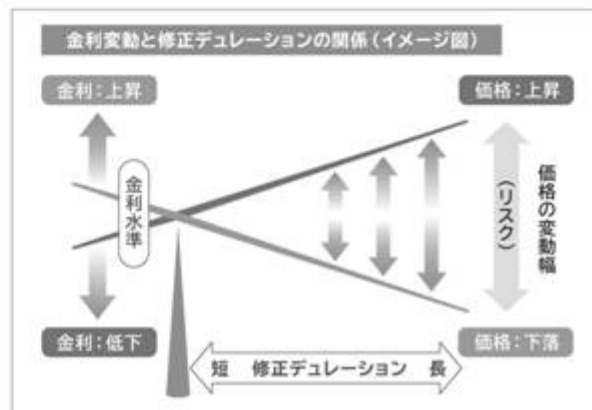 金利変動と修正デュレーションの関係(イメージ図)
金利:上昇
価格:上昇
金利水準
価格の変動幅
(リスク)
金利:低下
短 修正デュレーション 長
価格:下落